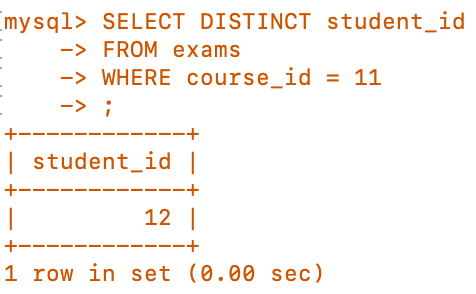 mysql> SELECT DISTINCT student_id
    -> FROM exams
    -> WHERE course_id = 11
    -> ;
+------------+
| student_id |
+------------+
|         12 |
+------------+
1 row in set (0.00 sec)